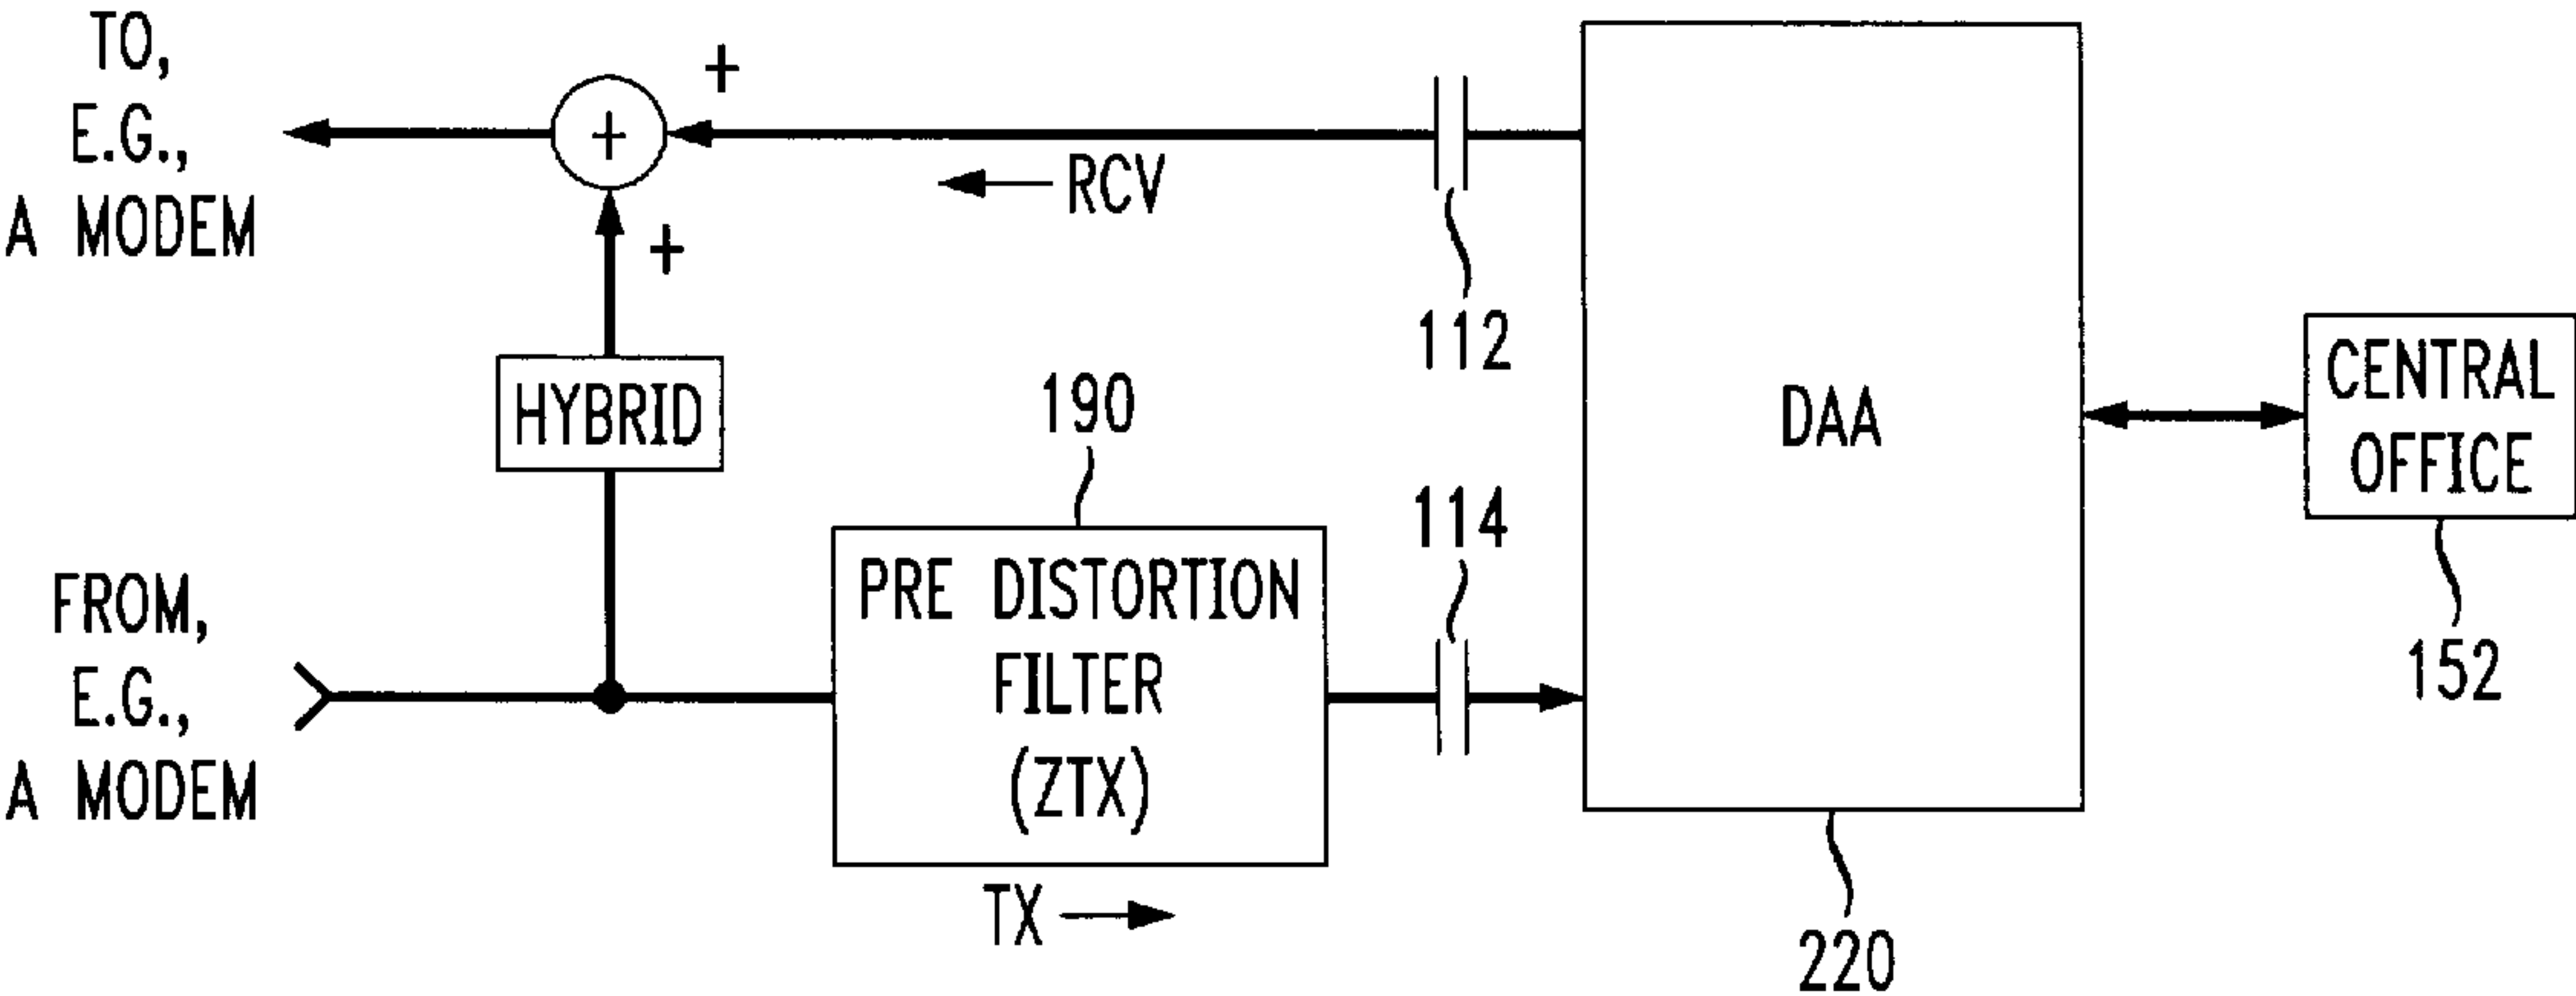 TO,
E.G.,
A MODEM
+
+
+
RCV
112
HYBRID
190
114
DAA
CENTRAL
OFFICE
152
FROM,
E.G.,
A MODEM
PRE DISTORTION
FILTER
(ZTX)
TX
220